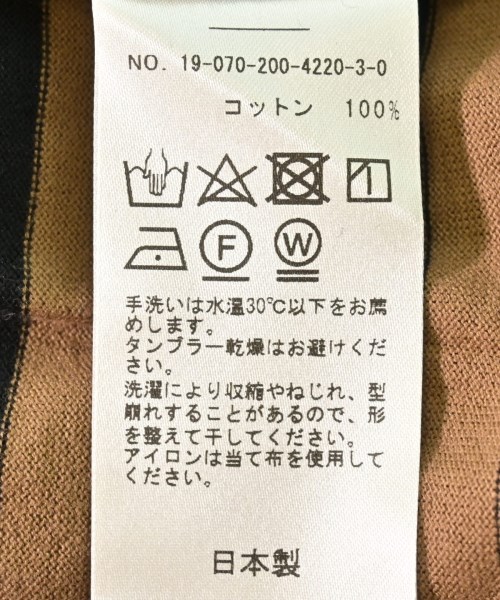 NO. 19-070-200-4220-3-0
コットン 100%
F
W
手洗いは水温30℃以下をお薦
めします。
タンブラー乾燥はお避けくだ
さい。
洗濯により収縮やねじれ、型
崩れすることがあるので、形
を整えて干してください。
アイロンは当て布を使用して
ください。
日本製